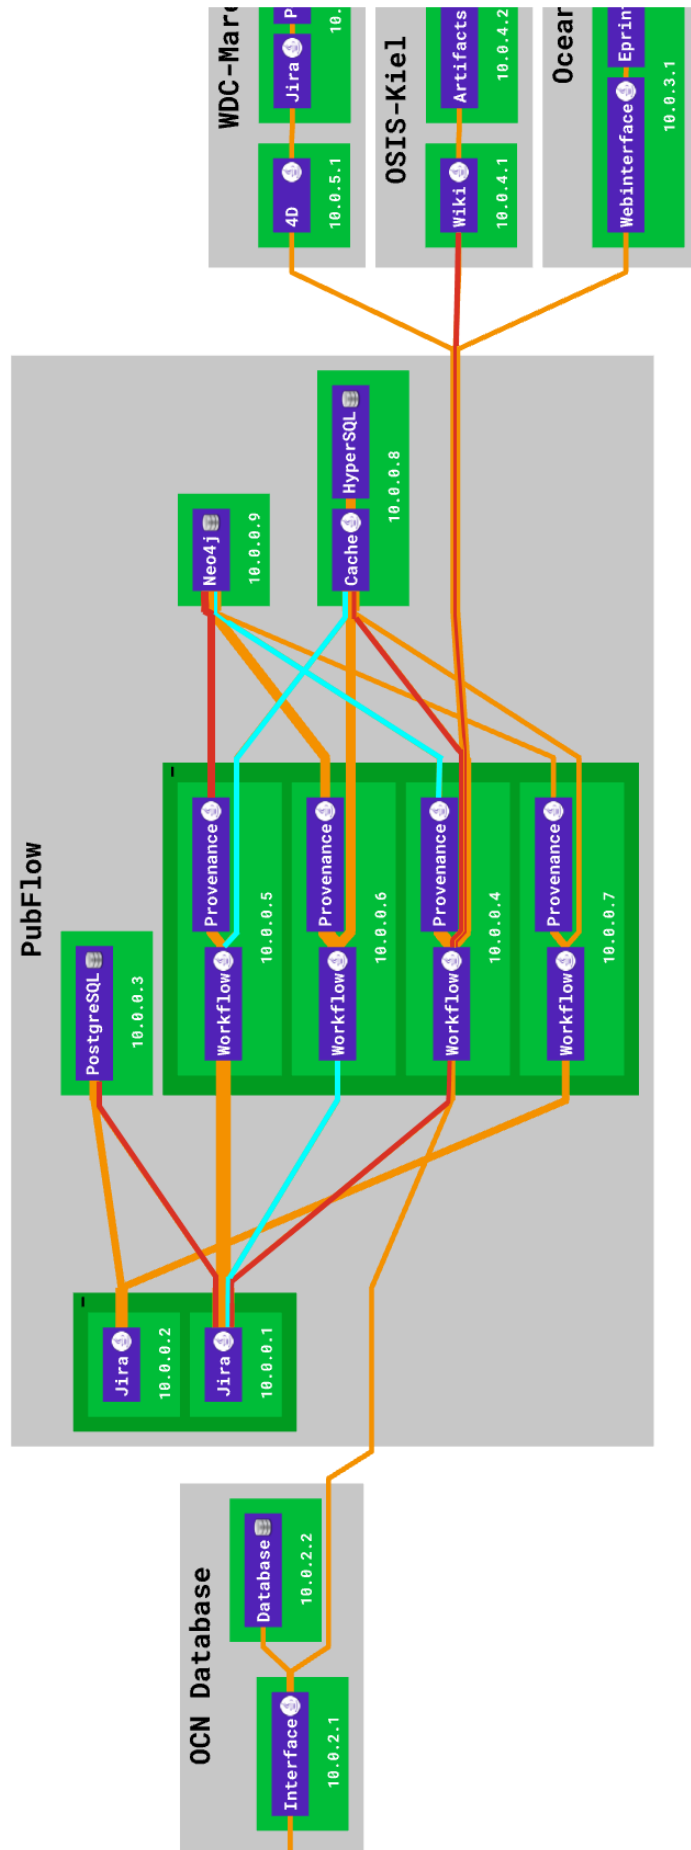 OCN Database
Interface
10.0.2.1
Database
10.0.2.2
PubFlow
Jira
10.0.0.2
Jira
10.0.0.1
PostgreSQL
10.0.0.3
Workflow
Provenance
10.0.0.5
Workflow
Provenance
10.0.0.6
Workflow
Provenance
10.0.0.4
Workflow
Provenance
10.0.0.7
Neo4j
10.0.0.9
Cache
HyperSQL
10.0.0.8
4D
10.0.5.1
Jira
OSIS-Kiel
Wiki
10.0.4.1
Artifacts
10.0.4.2
Webinterface
10.0.3.1